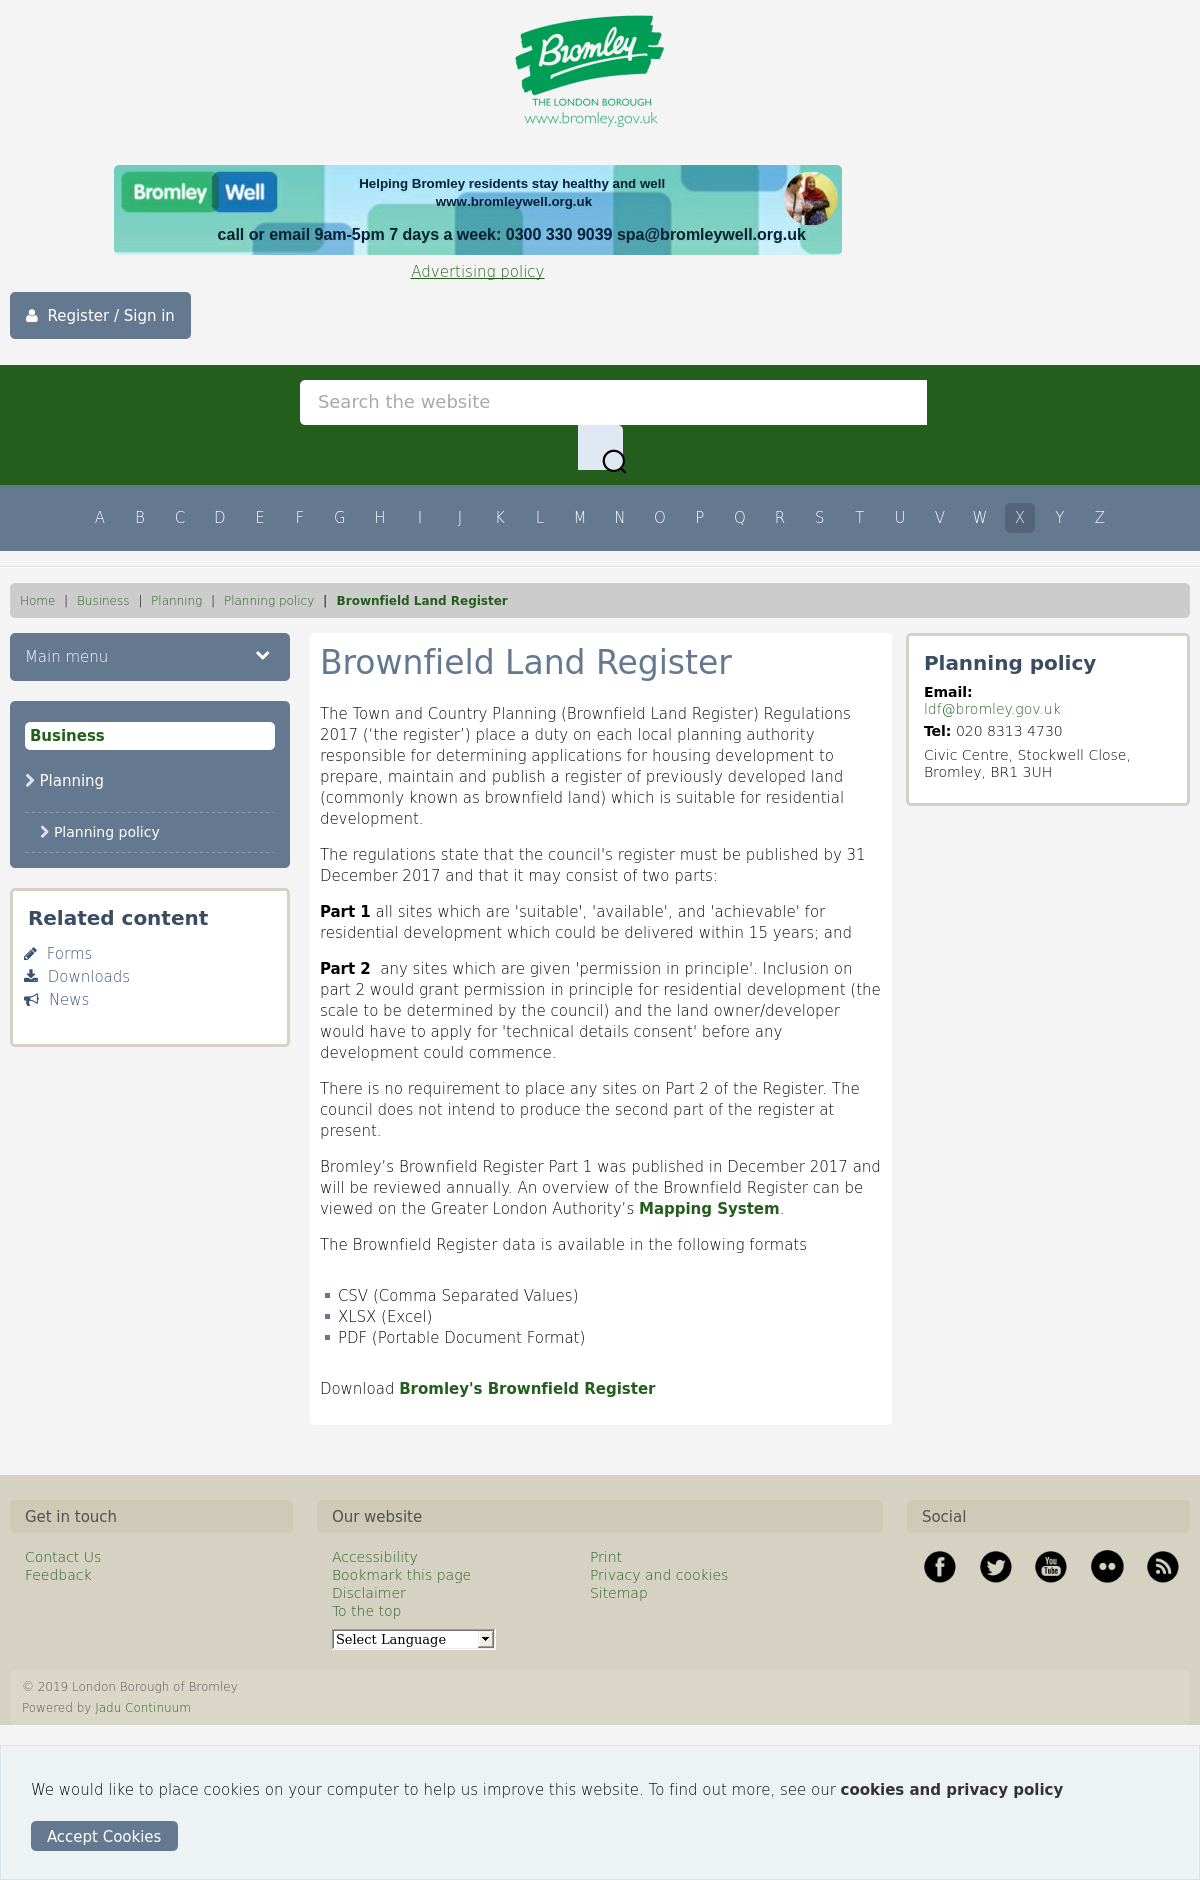 Bromley
THE LONDON BOROUGH
www.bromley.gov.uk
Bromley Well
Helping Bromley residents stay healthy and well
www.bromleywell.org.uk
call or email 9am-5pm 7 days a week: 0300 330 9039 spa@bromleywell.org.uk
Advertising policy
Register / Sign in
Search the website
A B C D E F G H I J K L M N O P Q R S T U V W X Y Z
Home | Business | Planning | Planning policy | Brownfield Land Register
Main menu
Business
Planning
Planning policy
Related content
Forms
Downloads
News
Brownfield Land Register
The Town and Country Planning (Brownfield Land Register) Regulations
2017 (‘the register’) place a duty on each local planning authority
responsible for determining applications for housing development to
prepare, maintain and publish a register of previously developed land
(commonly known as brownfield land) which is suitable for residential
development.
The regulations state that the council's register must be published by 31
December 2017 and that it may consist of two parts:
Part 1 all sites which are 'suitable', 'available', and 'achievable' for
residential development which could be delivered within 15 years; and
Part 2  any sites which are given 'permission in principle'. Inclusion on
part 2 would grant permission in principle for residential development (the
scale to be determined by the council) and the land owner/developer
would have to apply for 'technical details consent' before any
development could commence.
There is no requirement to place any sites on Part 2 of the Register. The
council does not intend to produce the second part of the register at
present.
Bromley’s Brownfield Register Part 1 was published in December 2017 and
will be reviewed annually. An overview of the Brownfield Register can be
viewed on the Greater London Authority’s Mapping System.
The Brownfield Register data is available in the following formats
CSV (Comma Separated Values)
XLSX (Excel)
PDF (Portable Document Format)
Download Bromley's Brownfield Register
Planning policy
Email:
ldf@bromley.gov.uk
Tel: 020 8313 4730
Civic Centre, Stockwell Close,
Bromley, BR1 3UH
Get in touch
Contact Us
Feedback
Our website
Accessibility
Bookmark this page
Disclaimer
To the top
Print
Privacy and cookies
Sitemap
Select Language
Social
You
Tube
© 2019 London Borough of Bromley
Powered by Jadu Continuum
We would like to place cookies on your computer to help us improve this website. To find out more, see our cookies and privacy policy
Accept Cookies